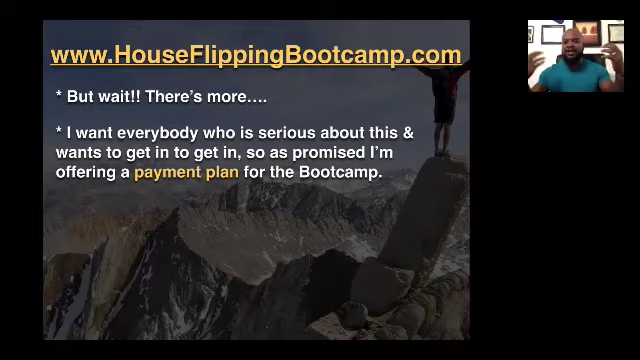 www.HouseFlippingBootcamp.com
* But wait!! There's more....
* I want everybody who is serious about this &
wants to get in to get in, so as promised I'm
offering a payment plan for the Bootcamp.